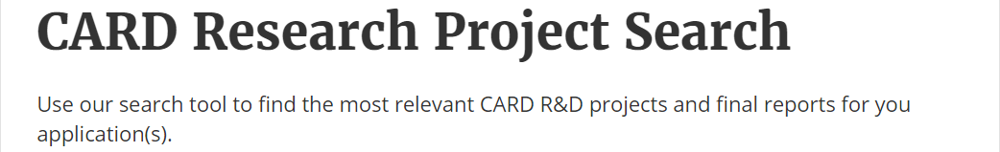 CARD Research Project Search
Use our search tool to find the most relevant CARD R&D projects and final reports for you
application(s).